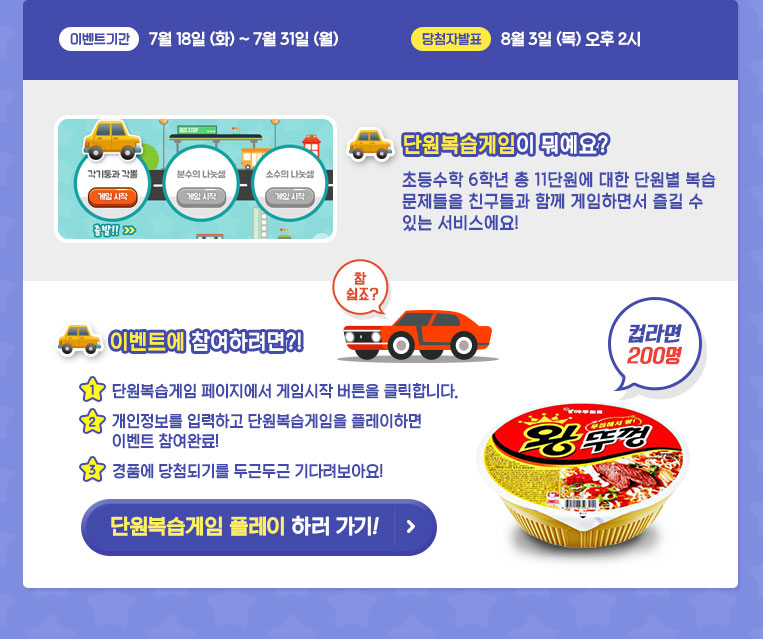 이벤트기간 7월 18일 (화) ~ 7월 31일 (월) 당첨자발표 8월 3일 (목) 오후 2시
BUS STOP
각기둥과 각뿔 분수의 나눗셈 소수의 나눗셈
게임 시작 게임 시작 게임 시작
출발!! >>
단원복습게임이 뭐예요?
초등수학 6학년 총 11단원에 대한 단원별 복습
문제들을 친구들과 함께 게임하면서 즐길 수
있는 서비스에요!
참
쉽죠?
이벤트에 참여하려면?!
1 단원복습게임 페이지에서 게임시작 버튼을 클릭합니다.
2 개인정보를 입력하고 단원복습게임을 플레이하면
이벤트 참여완료!
3 경품에 당첨되기를 두근두근 기다려보아요!
단원복습게임 플레이 하러 가기! >
컵라면
200명
왕뚜껑